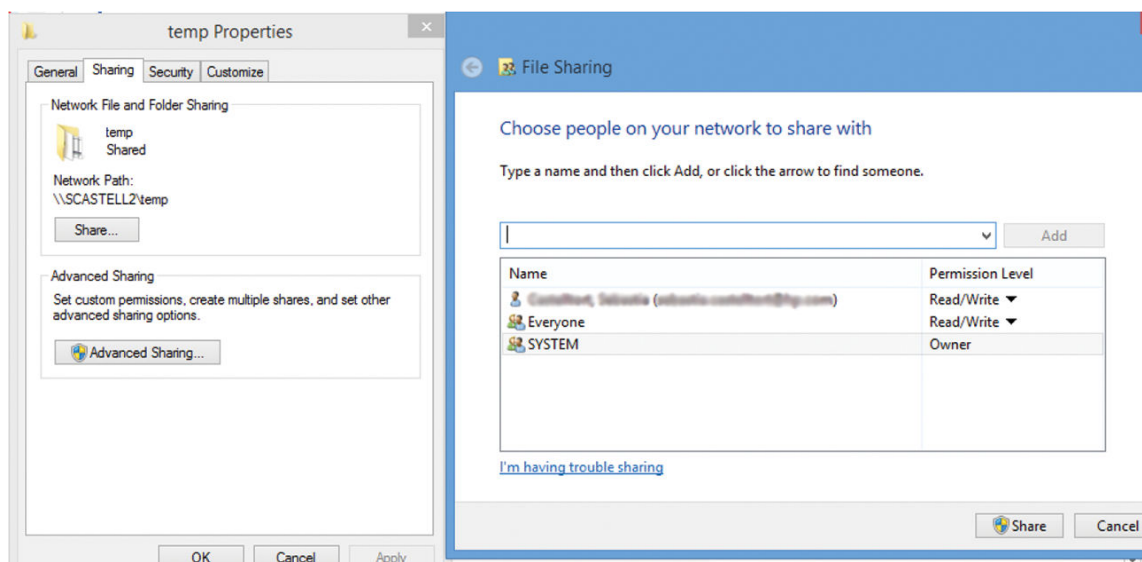 temp Properties
General
Sharing
Security
Customize
Network File and Folder Sharing
temp
Shared
Network Path:
\\SCASTELL2\temp
Share...
Advanced Sharing
Set custom permissions, create multiple shares, and set other
advanced sharing options.
Advanced Sharing...
OK
Cancel
Apply
File Sharing
Choose people on your network to share with
Type a name and then click Add, or click the arrow to find someone.
Add
Name
Permission Level
Read/Write
Everyone
Read/Write
SYSTEM
Owner
I'm having trouble sharing
Share
Cancel